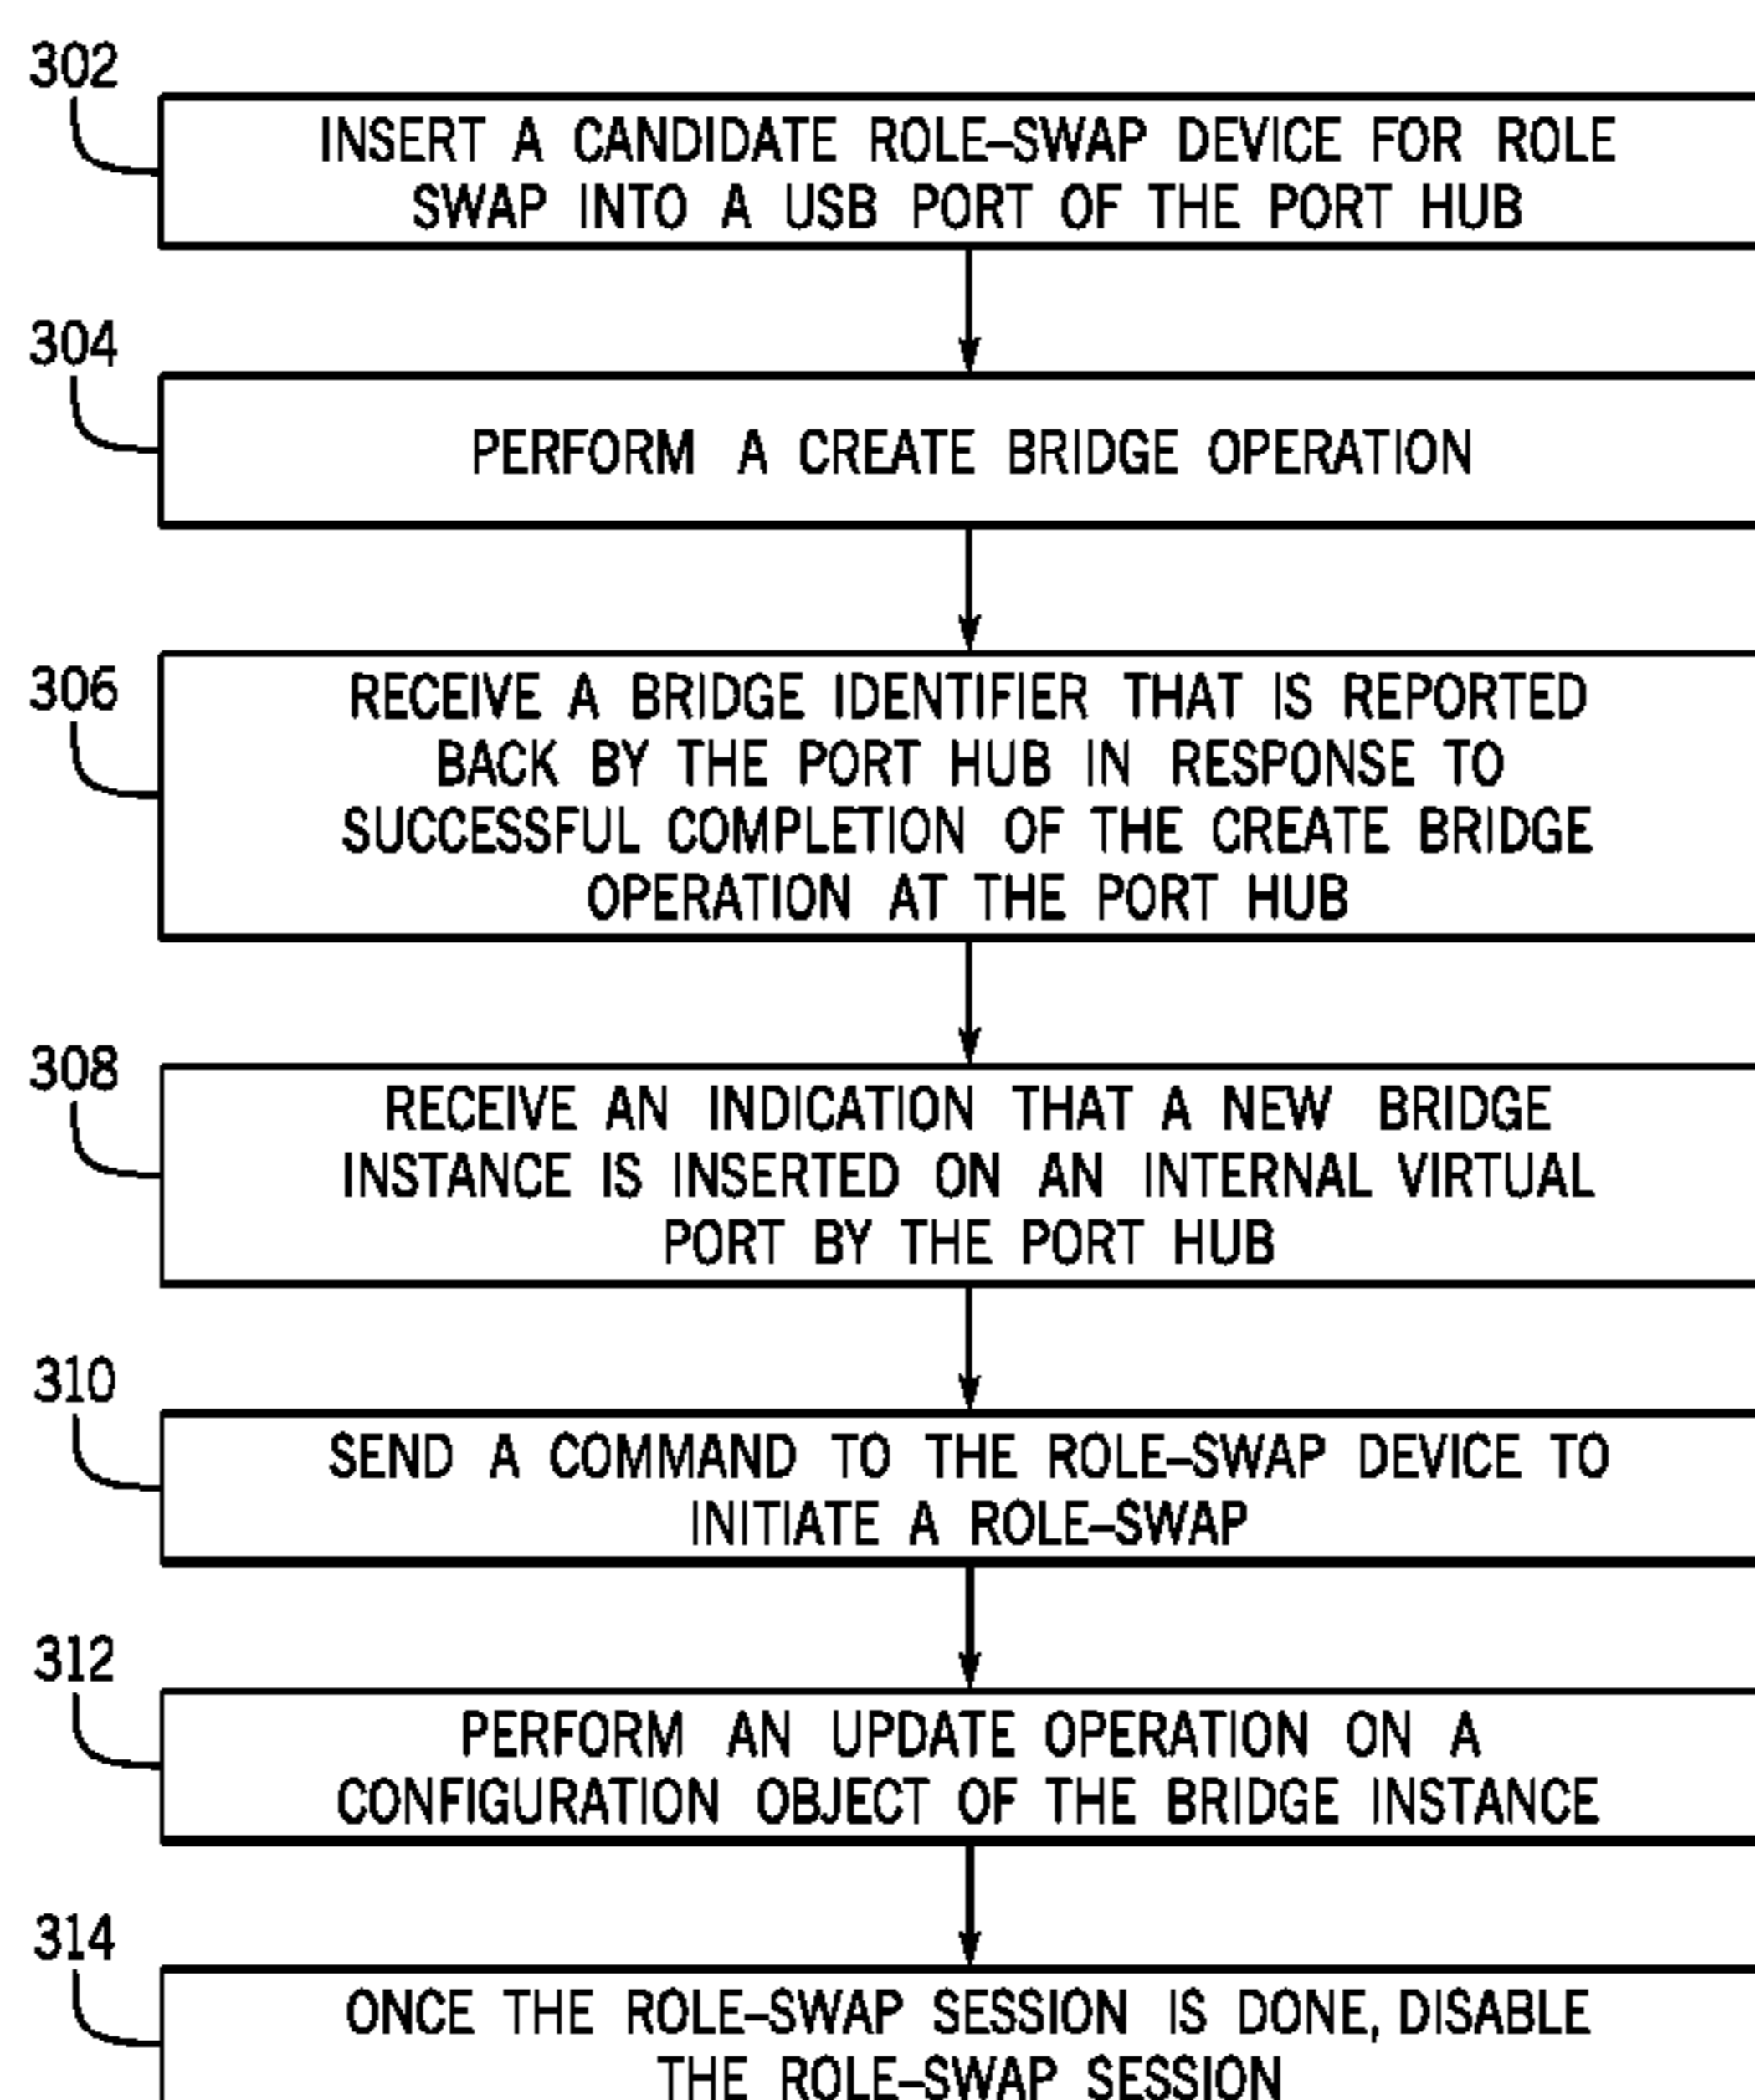 302
INSERT A CANDIDATE ROLE-SWAP DEVICE FOR ROLE
SWAP INTO A USB PORT OF THE PORT HUB
304
PERFORM A CREATE BRIDGE OPERATION
306
RECEIVE A BRIDGE IDENTIFIER THAT IS REPORTED
BACK BY THE PORT HUB IN RESPONSE TO
SUCCESSFUL COMPLETION OF THE CREATE BRIDGE
OPERATION AT THE PORT HUB
308
RECEIVE AN INDICATION THAT A NEW BRIDGE
INSTANCE IS INSERTED ON AN INTERNAL VIRTUAL
PORT BY THE PORT HUB
310
SEND A COMMAND TO THE ROLE-SWAP DEVICE TO
INITIATE A ROLE-SWAP
312
PERFORM AN UPDATE OPERATION ON A
CONFIGURATION OBJECT OF THE BRIDGE INSTANCE
314
ONCE THE ROLE-SWAP SESSION IS DONE, DISABLE
THE ROLE-SWAP SESSION